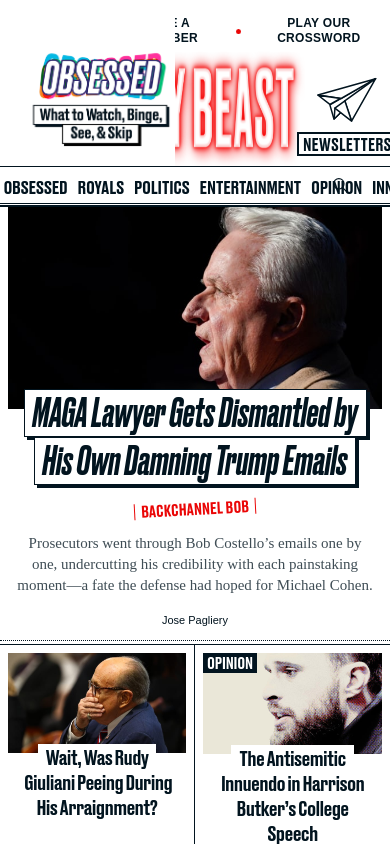 E A
BER
PLAY OUR
CROSSWORD
OBSESSED
What to Watch, Binge,
See, & Skip
Y BEAST
NEWSLETTERS
OBSESSED ROYALS POLITICS ENTERTAINMENT OPINION INN
MAGA Lawyer Gets Dismantled by
His Own Damning Trump Emails
BACKCHANNEL BOB
Prosecutors went through Bob Costello’s emails one by
one, undercutting his credibility with each painstaking
moment—a fate the defense had hoped for Michael Cohen.
Jose Pagliery
Wait, Was Rudy
Giuliani Peeing During
His Arraignment?
OPINION
The Antisemitic
Innuendo in Harrison
Butker’s College
Speech